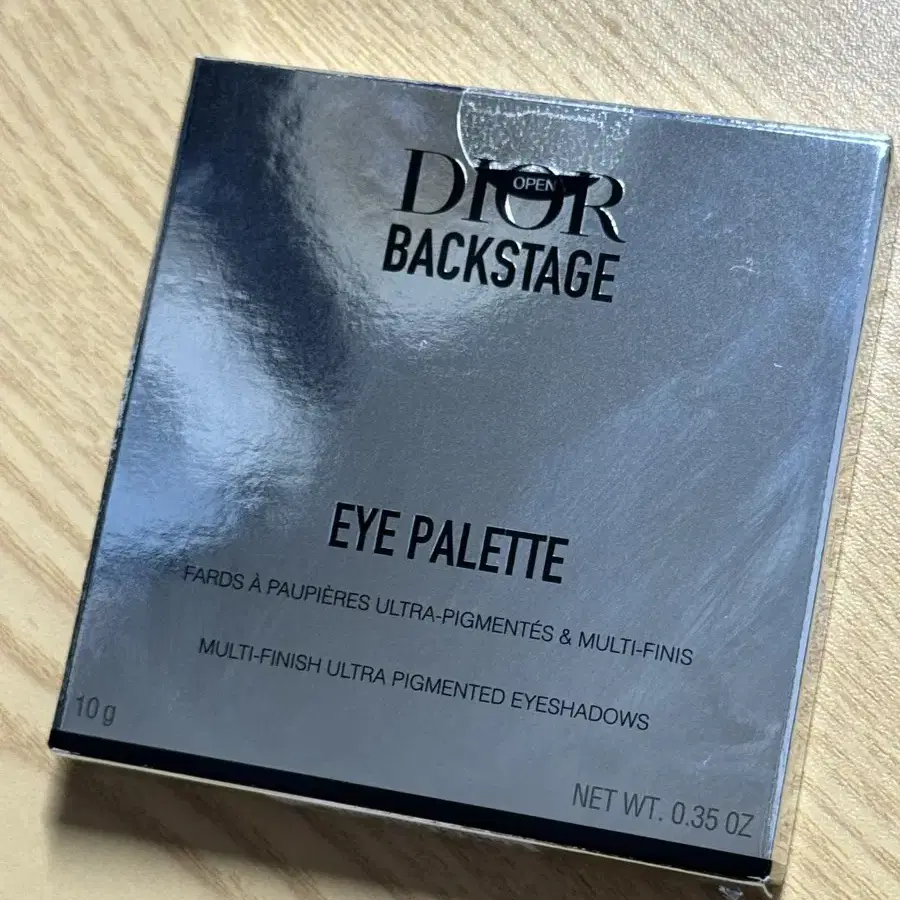 DIOR
OPEN
BACKSTAGE
EYE PALETTE
FARDS À PAUPIÈRES ULTRA-PIGMENTÉS & MULTI-FINIS
MULTI-FINISH ULTRA PIGMENTED EYESHADOWS
10 g
NET WT. 0.35 OZ